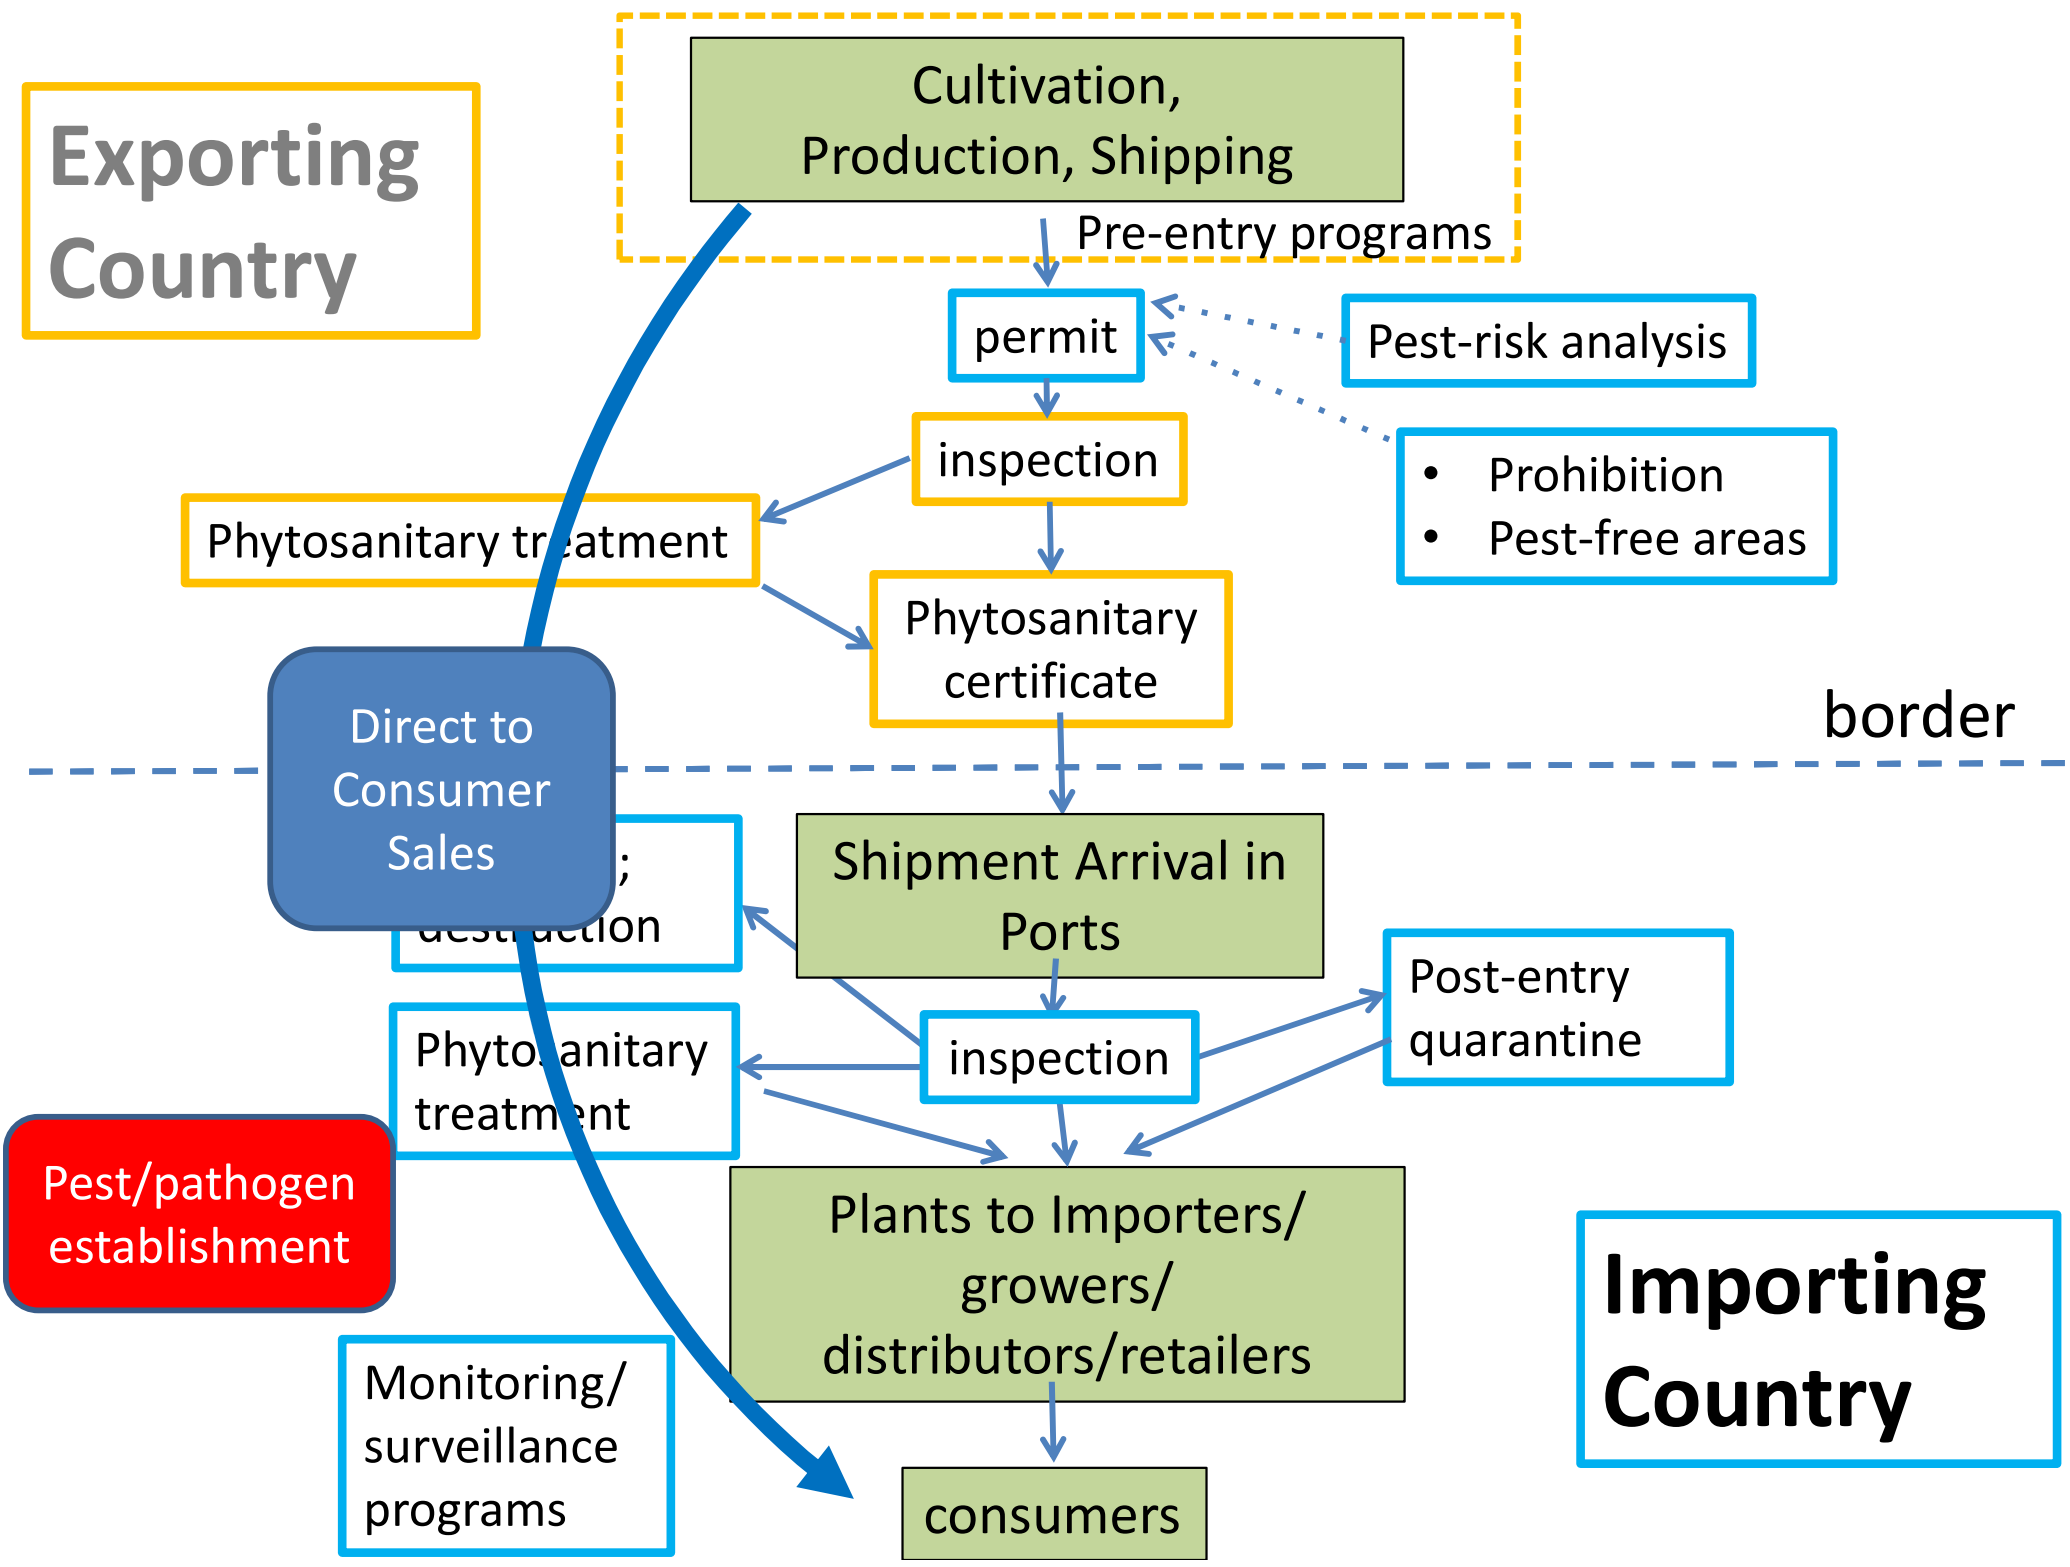 Exporting
Country
Cultivation,
Production, Shipping
Pre-entry programs
permit
Pest-risk analysis
inspection
• Prohibition
• Pest-free areas
Phytosanitary treatment
Phytosanitary
certificate
border
Direct to
Consumer
Sales
;
destruction
Shipment Arrival in
Ports
Post-entry
quarantine
inspection
Phytosanitary
treatment
Pest/pathogen
establishment
Plants to Importers/
growers/
distributors/retailers
Importing
Country
Monitoring/
surveillance
programs
consumers